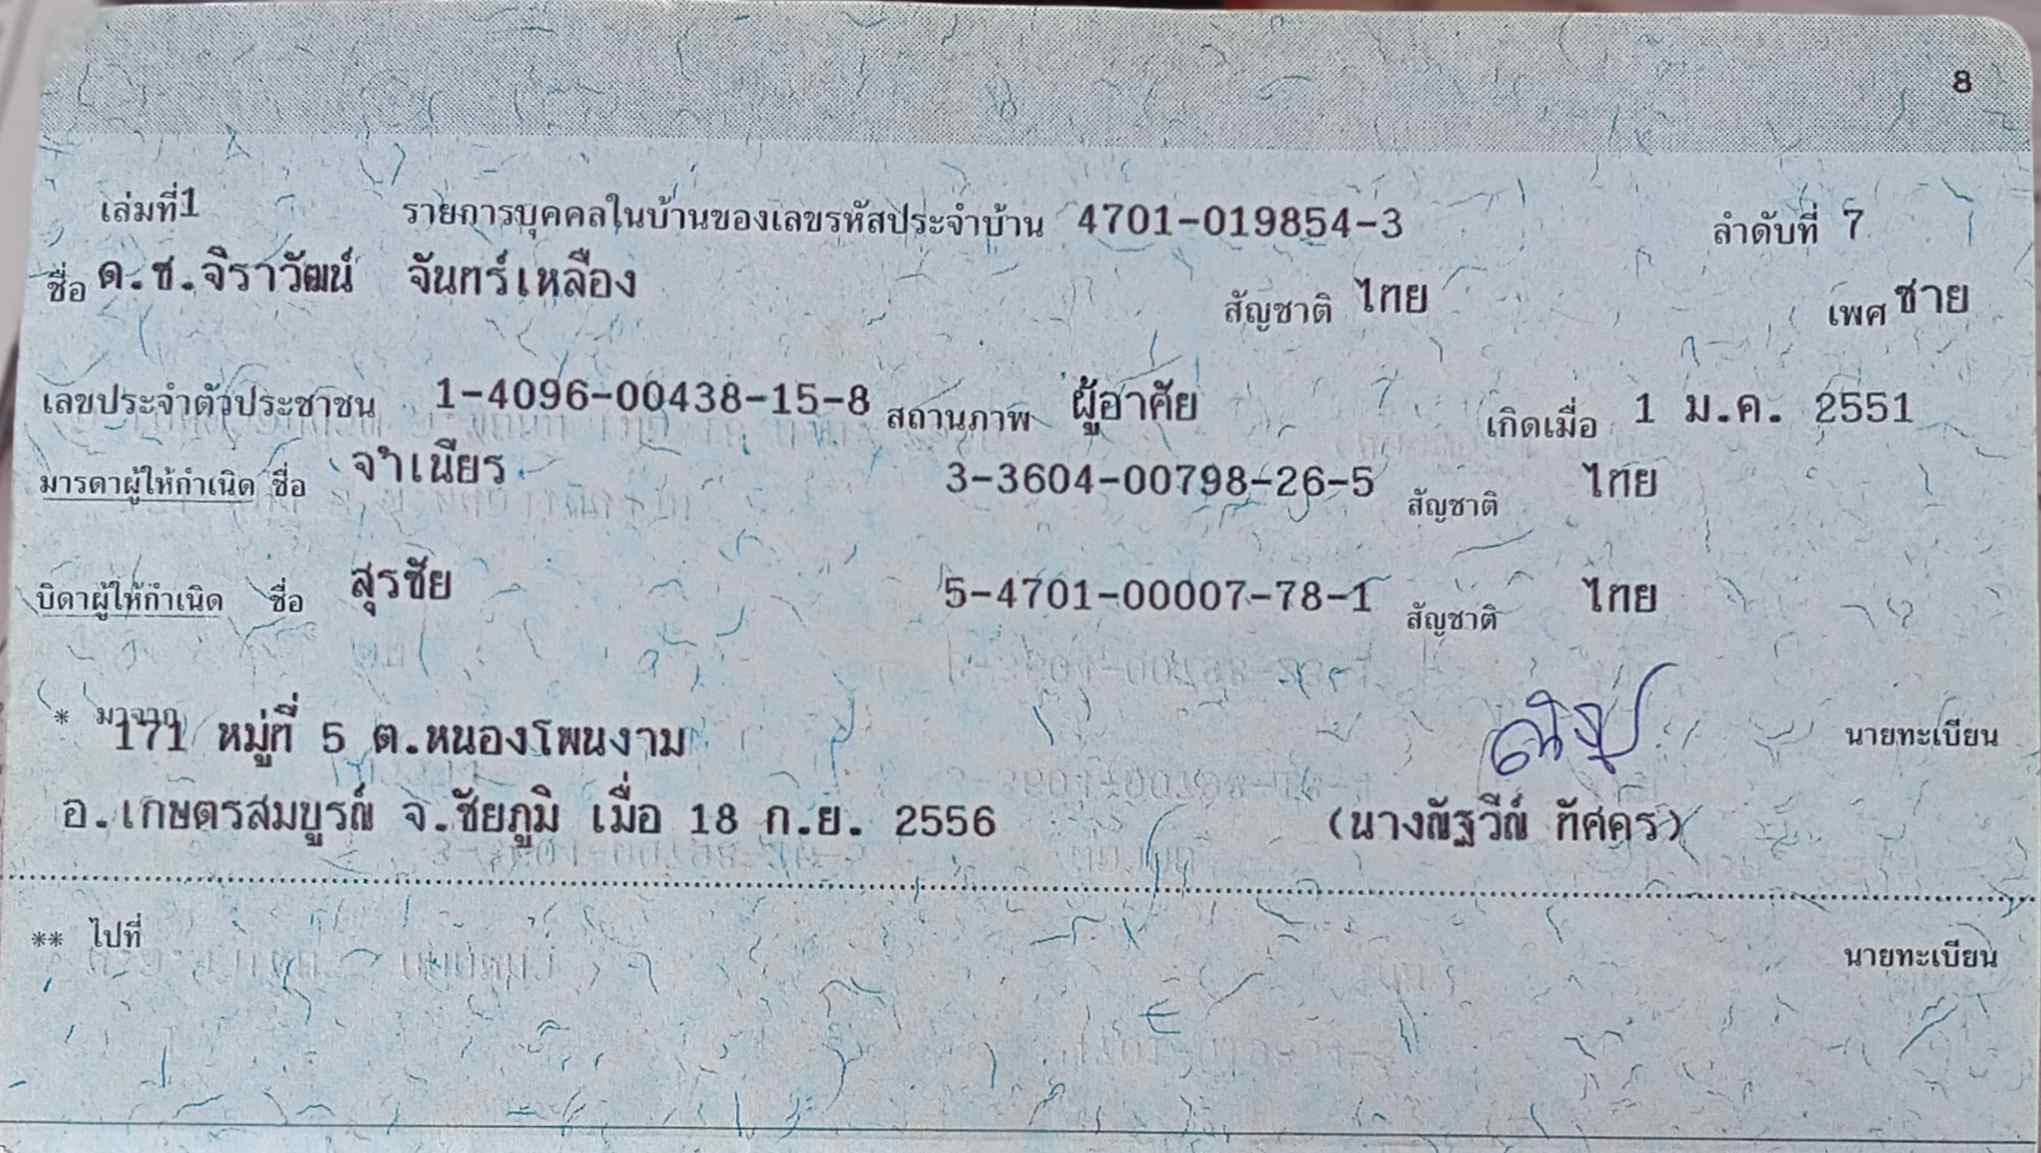 8
เล่มที่ 1 รายการบุคคลในบ้านของเลขรหัสประจำบ้าน 4701-019854-3 ลำดับที่ 7
ชื่อ ด.ช.จิราวัฒน์ จันทร์เหลือง สัญชาติ ไทย เพศ ชาย
เลขประจำตัวประชาชน 1-4096-00438-15-8 สถานภาพ ผู้อาศัย เกิดเมื่อ 1 ม.ค. 2551
มารดาผู้ให้กำเนิด ชื่อ จำเนียร 3-3604-00798-26-5 สัญชาติ ไทย
บิดาผู้ให้กำเนิด ชื่อ สุรชัย 5-4701-00007-78-1 สัญชาติ ไทย
* มาจาก 171 หมู่ที่ 5 ต.หนองโพนงาม นายทะเบียน
อ.เกษตรสมบูรณ์ จ.ชัยภูมิ เมื่อ 18 ก.ย. 2556 (นางณัฐวีณ์ ทัศคร)
** ไปที่ นายทะเบียน